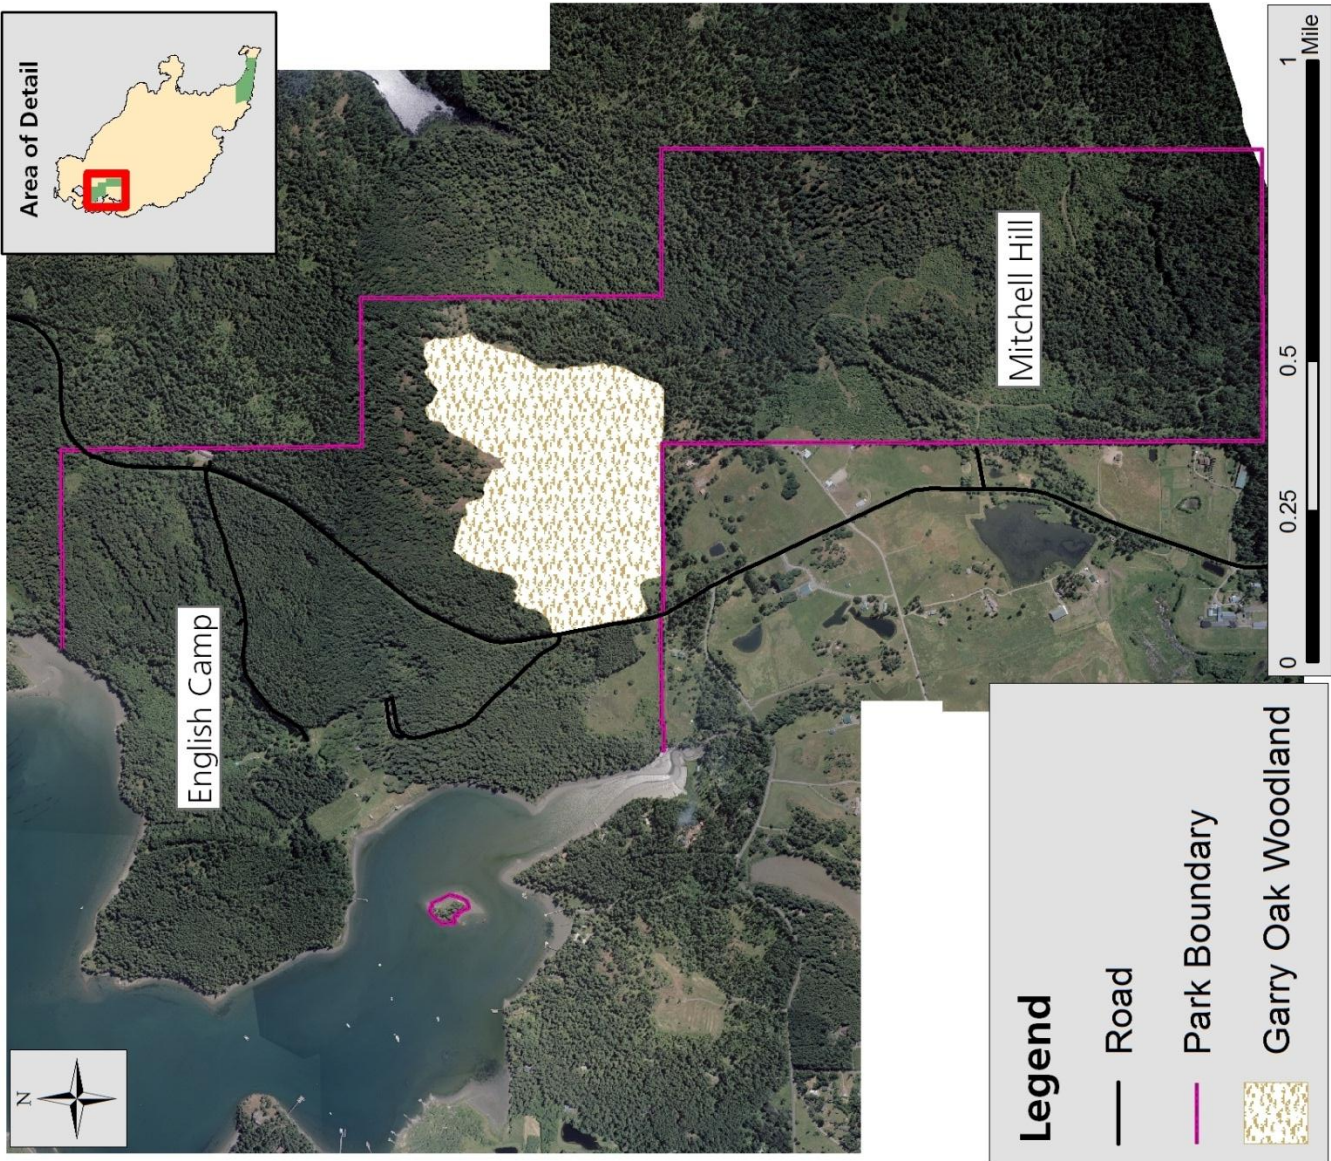 Area of Detail
English Camp
Mitchell Hill
N
Legend
Road
Park Boundary
Garry Oak Woodland
0 0.25 0.5 1
Mile